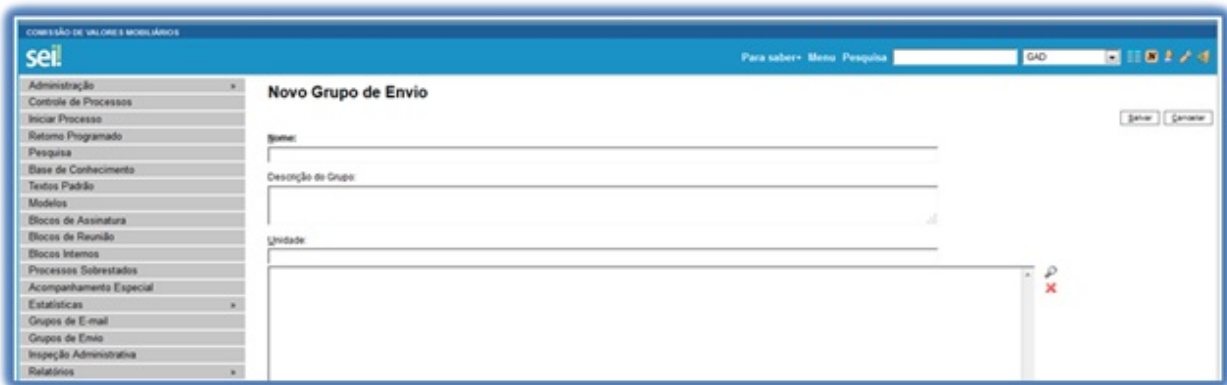 COMISSÃO DE VALORES MOBILIÁRIOS
sei!
Para saber+ Menu Pesquisa GAD
Administração
Controle de Processos
Iniciar Processo
Retorno Programado
Pesquisa
Base de Conhecimento
Textos Padrão
Modelos
Blocos de Assinatura
Blocos de Reunião
Blocos Internos
Processos Sobrestados
Acompanhamento Especial
Estatísticas
Grupos de E-mail
Grupos de Envio
Inspeção Administrativa
Relatórios
Novo Grupo de Envio
Salvar Cancelar
Nome:
Descrição do Grupo:
Unidade: